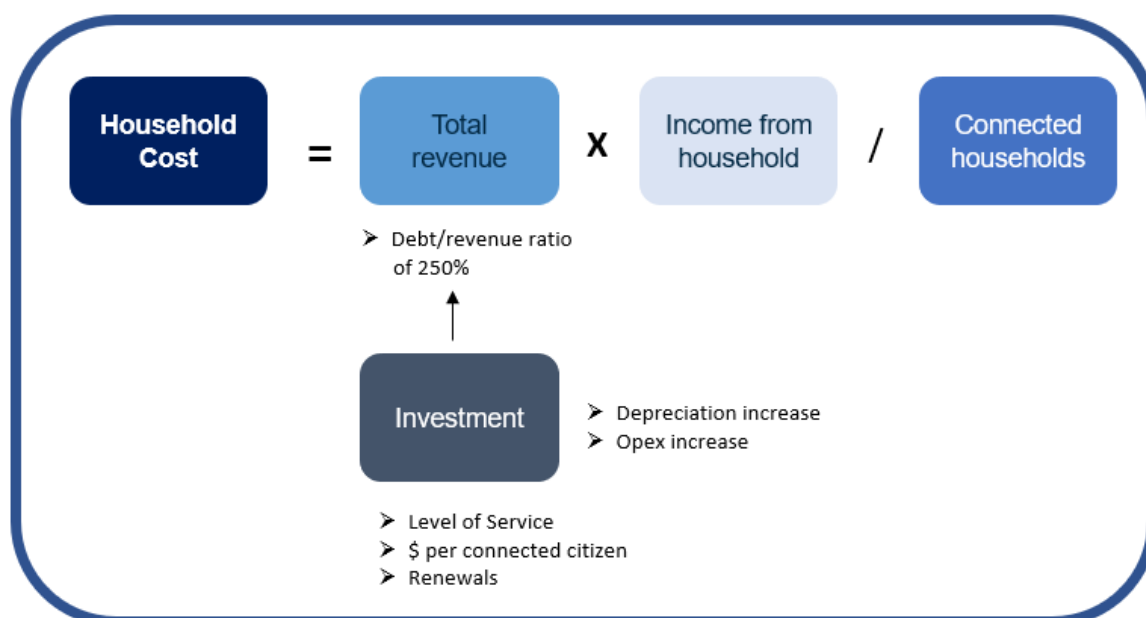 Household
Cost
=
Total
revenue
x
Income from
household
/
Connected
households
➢ Debt/revenue ratio
of 250%
Investment
➢ Depreciation increase
➢ Opex increase
➢ Level of Service
➢ $ per connected citizen
➢ Renewals